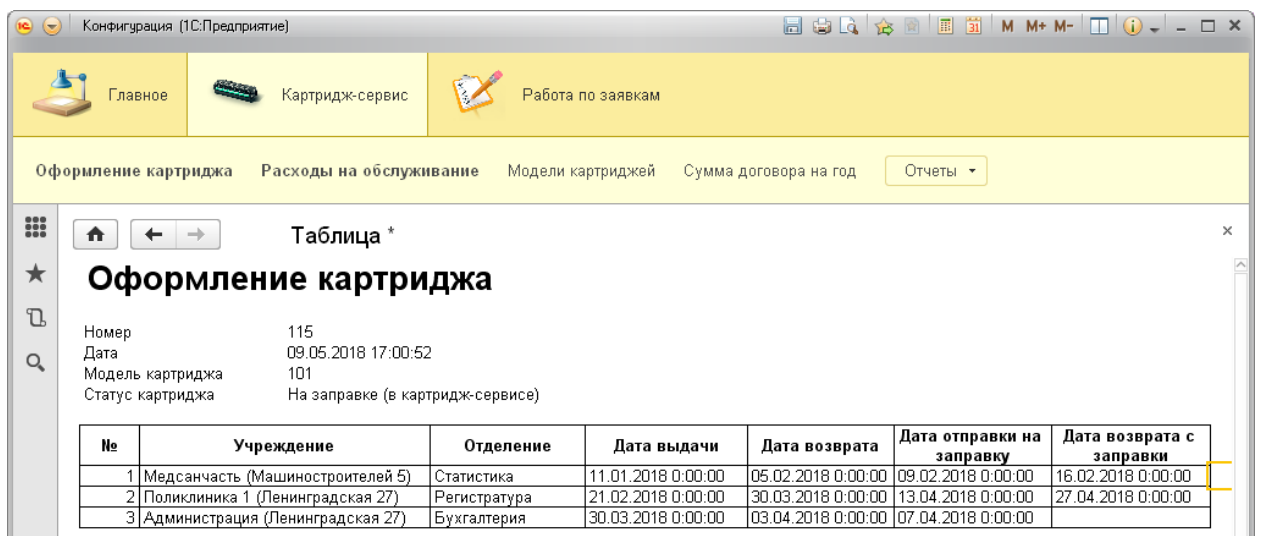 Конфигурация (1С:Предприятие)
M M+ M-
Главное Картридж-сервис Работа по заявкам
Оформление картриджа Расходы на обслуживание Модели картриджей Сумма договора на год Отчеты
Таблица *
Оформление картриджа
Номер 115
Дата 09.05.2018 17:00:52
Модель картриджа 101
Статус картриджа На заправке (в картридж-сервисе)
№ Учреждение Отделение Дата выдачи Дата возврата Дата отправки на заправку Дата возврата с заправки
1 Медсанчасть (Машиностроителей 5) Статистика 11.01.2018 0:00:00 05.02.2018 0:00:00 09.02.2018 0:00:00 16.02.2018 0:00:00
2 Поликлиника 1 (Ленинградская 27) Регистратура 21.02.2018 0:00:00 30.03.2018 0:00:00 13.04.2018 0:00:00 27.04.2018 0:00:00
3 Администрация (Ленинградская 27) Бухгалтерия 30.03.2018 0:00:00 03.04.2018 0:00:00 07.04.2018 0:00:00